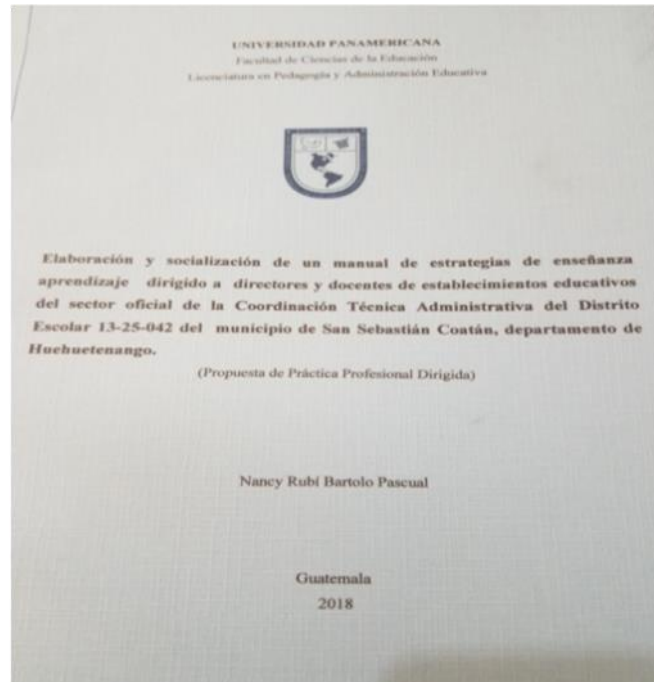 UNIVERSIDAD PANAMERICANA
Facultad de Ciencias de la Educación
Licenciatura en Pedagogía y Administración Educativa
Elaboración y socialización de un manual de estrategias de enseñanza
aprendizaje dirigido a directores y docentes de establecimientos educativos
del sector oficial de la Coordinación Técnica Administrativa del Distrito
Escolar 13-25-042 del municipio de San Sebastián Coatán, departamento de
Huehuetenango.
(Propuesta de Práctica Profesional Dirigida)
Nancy Rubí Bartolo Pascual
Guatemala
2018